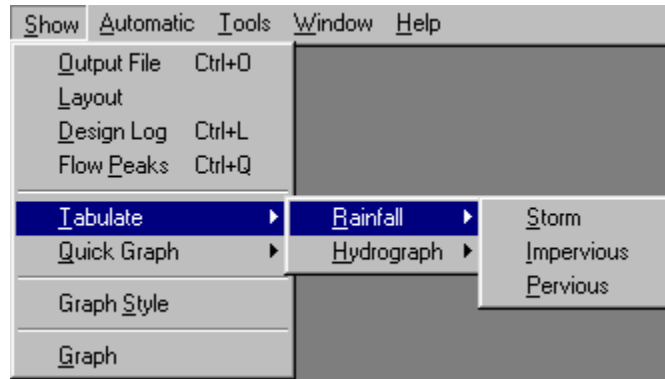 Show Automatic Tools Window Help
Output File Ctrl+O
Layout
Design Log Ctrl+L
Flow Peaks Ctrl+Q
Tabulate Rainfall Storm
Quick Graph Hydrograph Impervious
Pervious
Graph Style
Graph